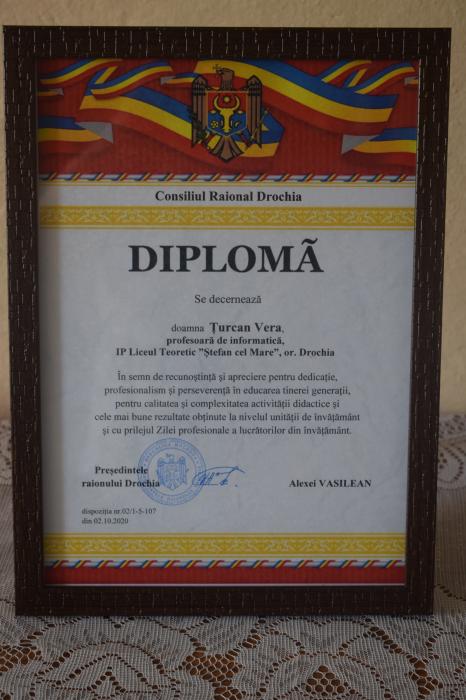 Consiliul Raional Drochia
DIPLOMÃ
Se decernează
doamna Țurcan Vera,
profesoară de informatică,
IP Liceul Teoretic ”Ștefan cel Mare”, or. Drochia
În semn de recunoștință și apreciere pentru dedicație,
profesionalism și perseverență în educarea tinerei generații,
pentru calitatea și complexitatea activității didactice și
cele mai bune rezultate obținute la nivelul unității de învățământ
și cu prilejul Zilei profesionale a lucrătorilor din învățământ.
Președintele
raionului Drochia
Alexei VASILEAN
dispoziția nr.02/1-5-107
din 02.10.2020